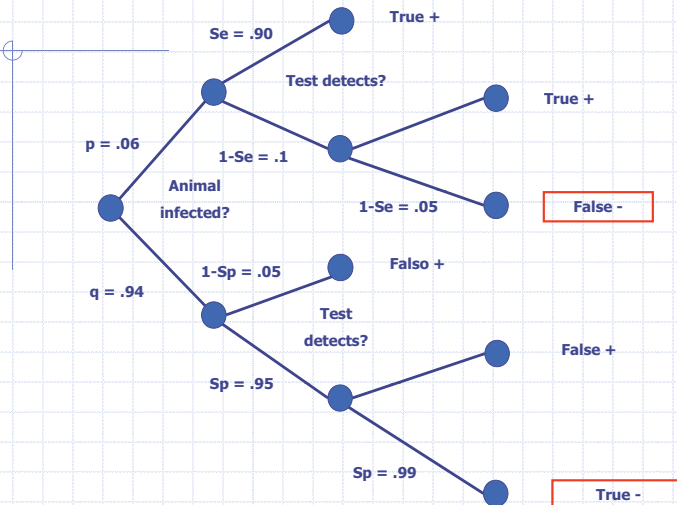 Se = .90
True +
Test detects?
True +
p = .06
1-Se = .1
Animal
infected?
1-Se = .05
False -
1-Sp = .05
Falso +
q = .94
Test
detects?
False +
Sp = .95
Sp = .99
True -